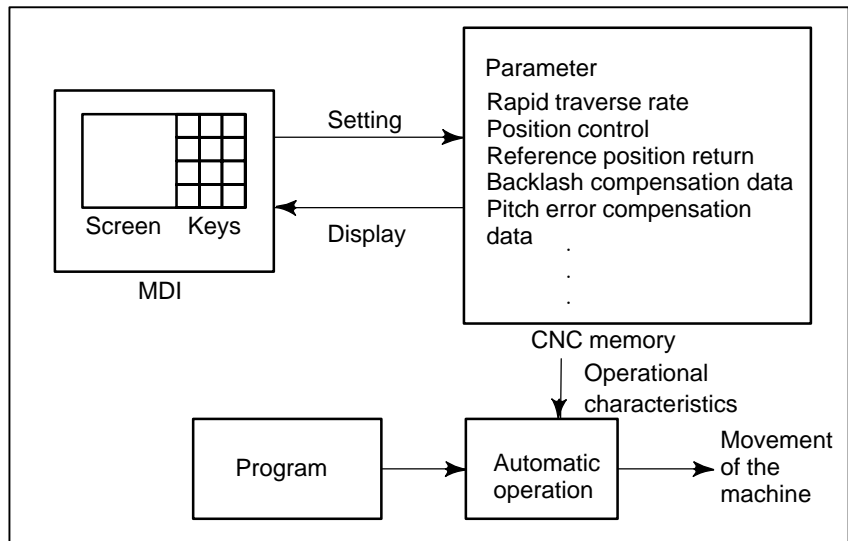 Parameter
Rapid traverse rate
Position control
Reference position return
Backlash compensation data
Pitch error compensation
data
.
.
.
Setting
Display
Screen
Keys
MDI
CNC memory
Operational
characteristics
Program
Automatic
operation
Movement
of the
machine